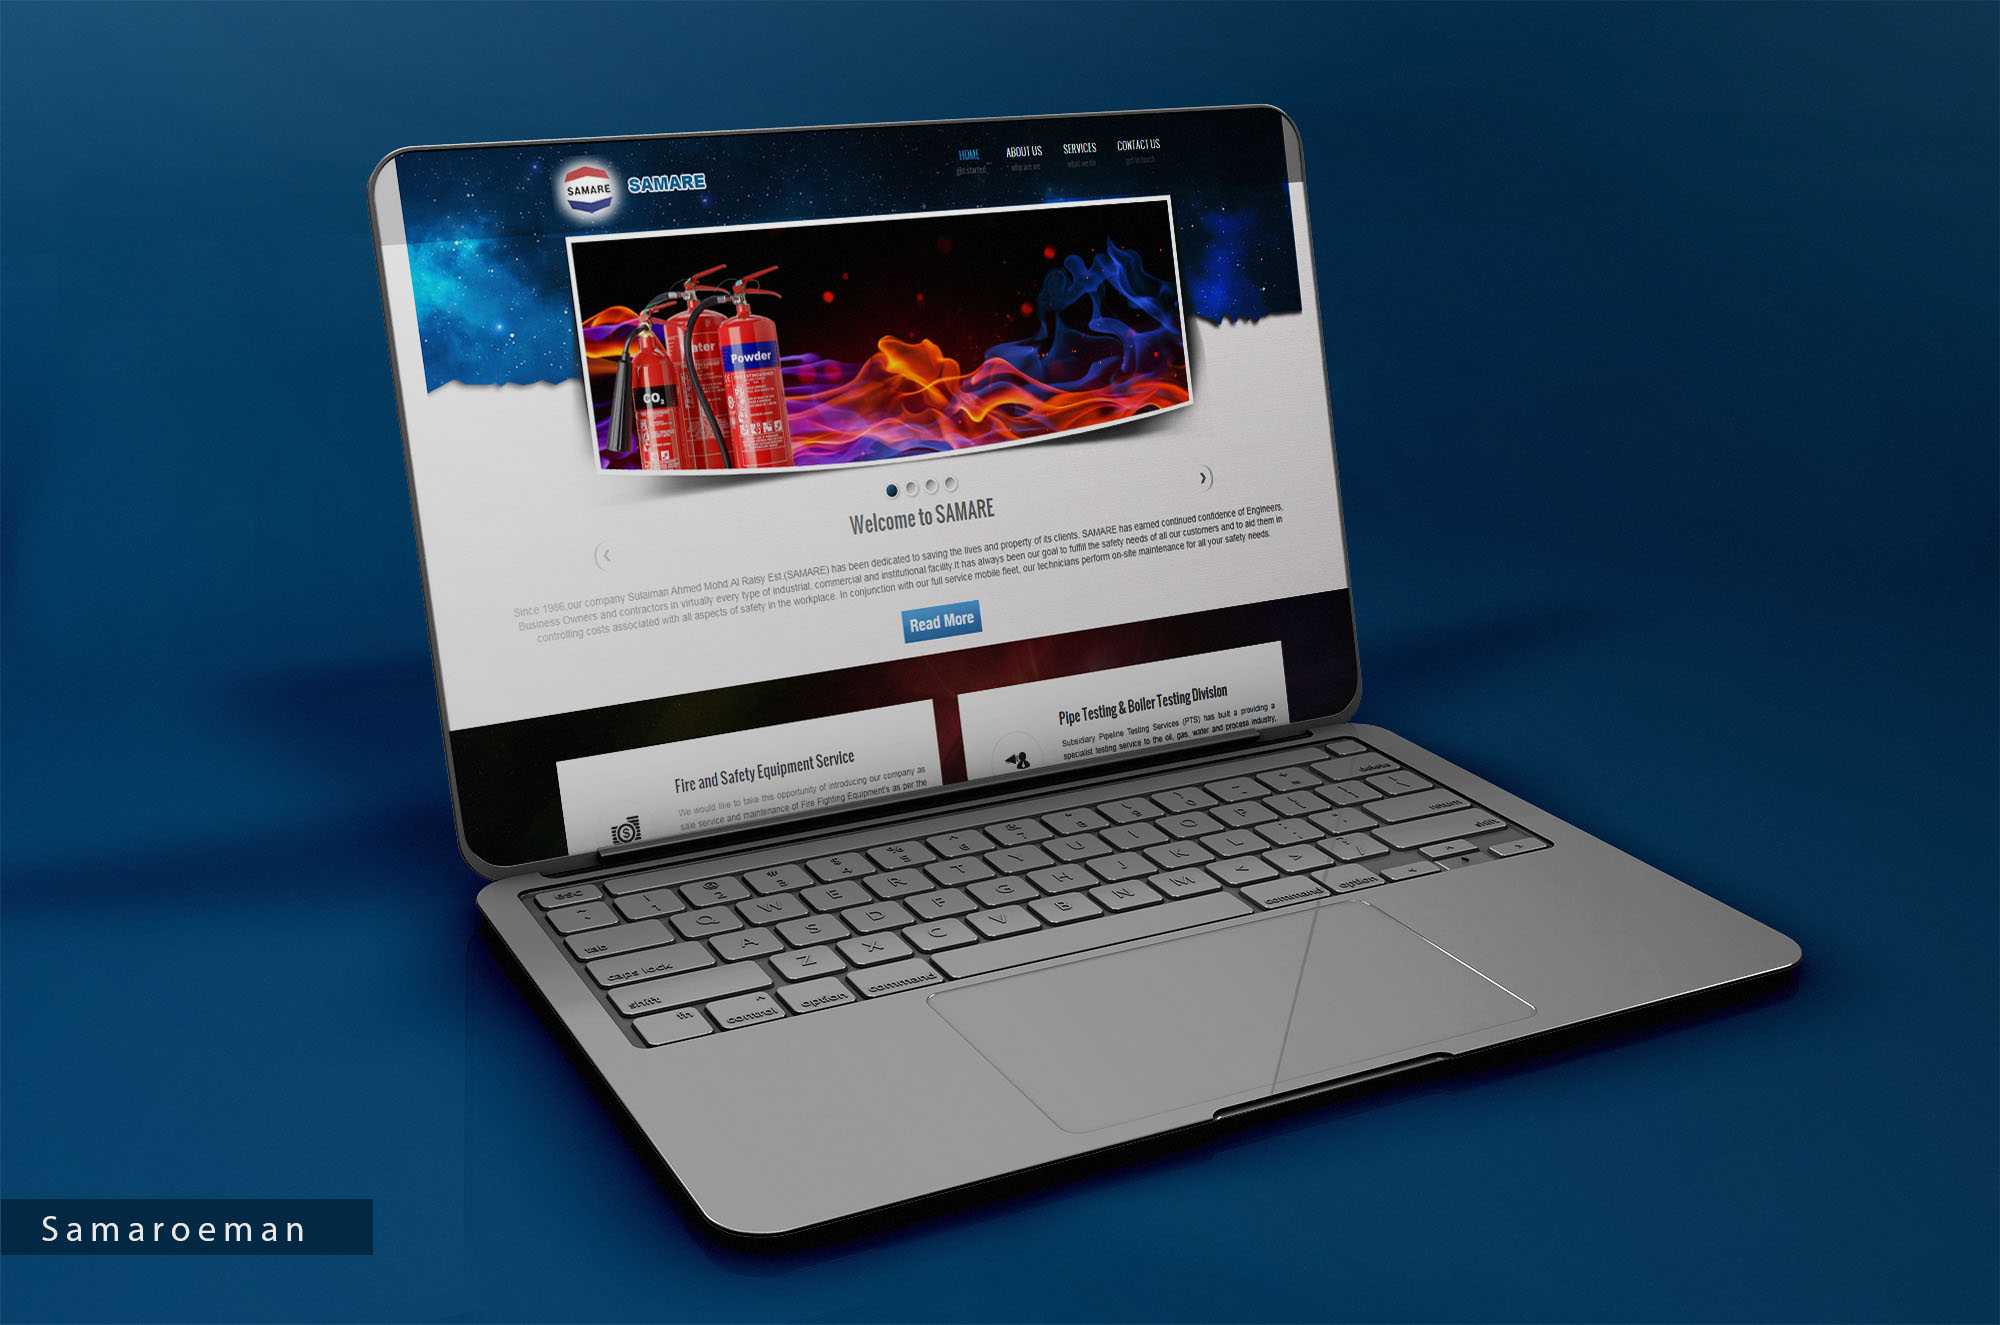 SAMARE
SAMARE
HOME
ABOUT US
SERVICES
CONTACT US
get started
who are we
what we do
get in touch
CO2
ater
Powder
Welcome to SAMARE
Since 1986,our company Sulaiman Ahmed Mohd.Al Raisy Est.(SAMARE) has been dedicated to saving the lives and property of its clients. SAMARE has earned continued confidence of Engineers,
Business Owners and contractors in virtually every type of industrial, commercial and institutional facility.It has always been our goal to fulfill the safety needs of all our customers and to aid them in
controlling costs associated with all aspects of safety in the workplace. In conjunction with our full service mobile fleet, our technicians perform on-site maintenance for all your safety needs.
Read More
Fire and Safety Equipment Service
We would like to take this opportunity of introducing our company as
sale service and maintenance of Fire Fighting Equipment's as per the
Pipe Testing & Boiler Testing Division
Subsidiary Pipeline Testing Services (PTS) has built a providing a
specialist testing service to the oil, gas, water and process industry,
esc
delete
tab Q W E R T Y U I O P
caps lock A S D F G H J K L return
shift Z X C V B N M < > shift
fn control option command command option
Samaroeman